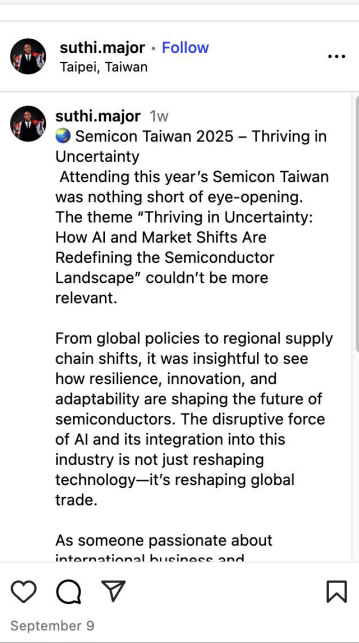 suthi.major • Follow
Taipei, Taiwan
suthi.major 1w
🌏 Semicon Taiwan 2025 – Thriving in
Uncertainty
Attending this year's Semicon Taiwan
was nothing short of eye-opening.
The theme “Thriving in Uncertainty:
How AI and Market Shifts Are
Redefining the Semiconductor
Landscape” couldn't be more
relevant.
From global policies to regional supply
chain shifts, it was insightful to see
how resilience, innovation, and
adaptability are shaping the future of
semiconductors. The disruptive force
of AI and its integration into this
industry is not just reshaping
technology—it's reshaping global
trade.
As someone passionate about
international business and
September 9